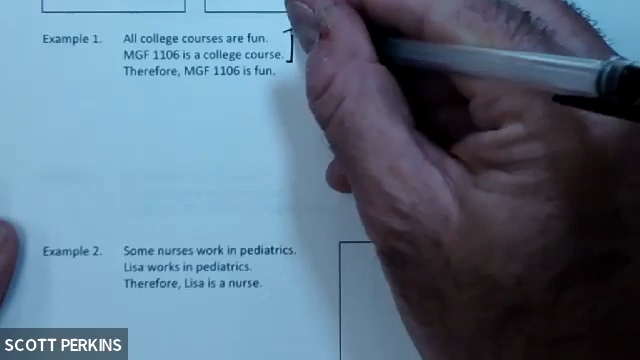 Example 1. All college courses are fun.
MGF 1106 is a college course.
Therefore, MGF 1106 is fun.
Example 2. Some nurses work in pediatrics.
Lisa works in pediatrics.
Therefore, Lisa is a nurse.
SCOTT PERKINS